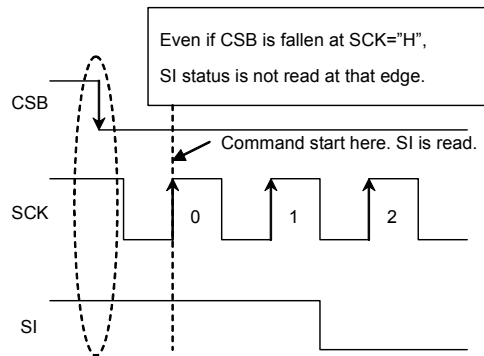 Even if CSB is fallen at SCK=”H”,
SI status is not read at that edge.
CSB
Command start here. SI is read.
SCK
0
1
2
SI